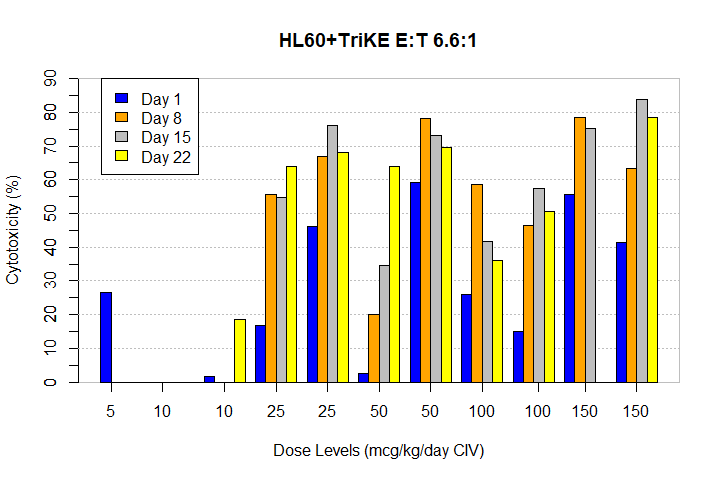 HL60+TriKE E:T 6.6:1
Cytotoxicity (%)
90
80
70
60
50
40
30
20
10
0
Day 1
Day 8
Day 15
Day 22
5 10 10 25 25 50 50 100 100 150 150
Dose Levels (mcg/kg/day CIV)